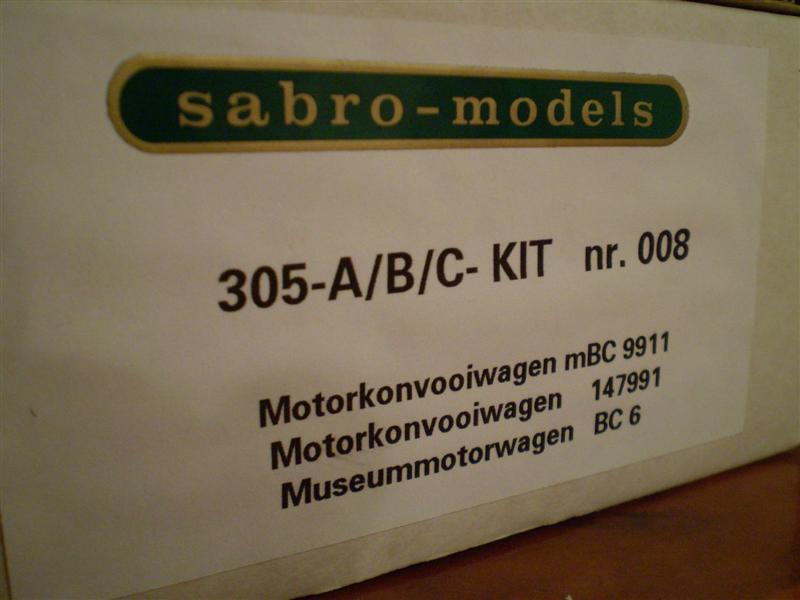 sabro-models
305-A/B/C- KIT nr. 008
Motorkonvooiwagen mBC 9911
Motorkonvooiwagen 147991
Museummotorwagen BC 6